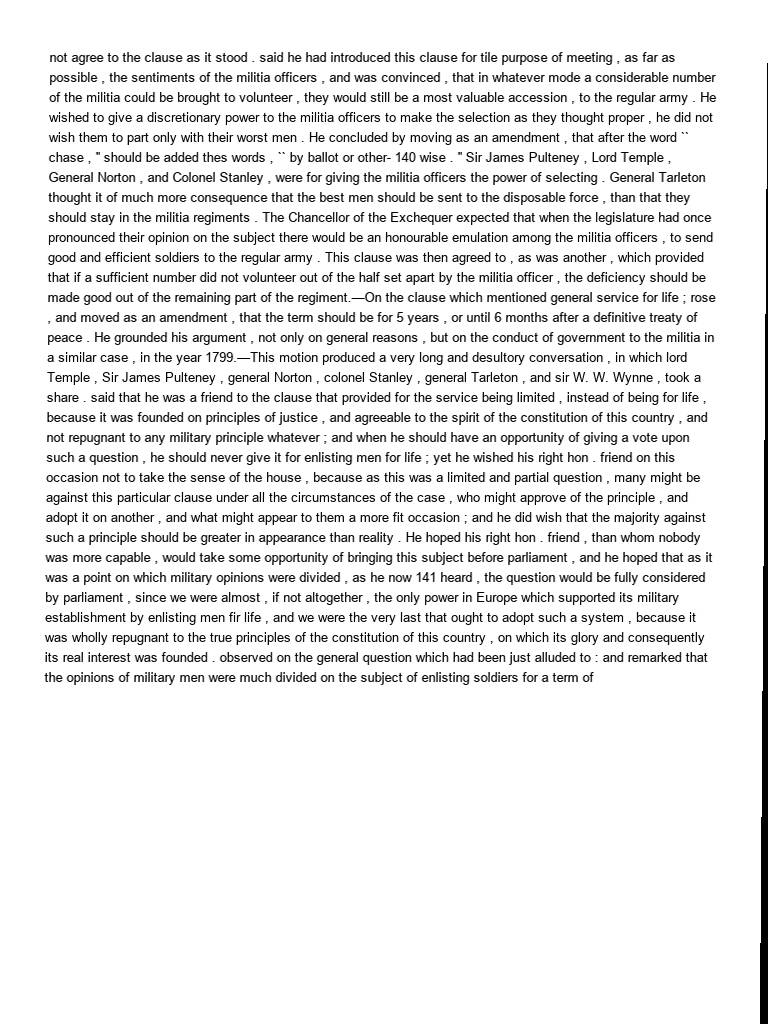 not agree to the clause as it stood . said he had introduced this clause for tile purpose of meeting , as far as
possible , the sentiments of the militia officers , and was convinced , that in whatever mode a considerable number
of the militia could be brought to volunteer , they would still be a most valuable accession , to the regular army . He
wished to give a discretionary power to the militia officers to make the selection as they thought proper , he did not
wish them to part only with their worst men . He concluded by moving as an amendment , that after the word ``
chase , " should be added thes words , `` by ballot or other- 140 wise . " Sir James Pulteney , Lord Temple ,
General Norton , and Colonel Stanley , were for giving the militia officers the power of selecting . General Tarleton
thought it of much more consequence that the best men should be sent to the disposable force , than that they
should stay in the militia regiments . The Chancellor of the Exchequer expected that when the legislature had once
pronounced their opinion on the subject there would be an honourable emulation among the militia officers , to send
good and efficient soldiers to the regular army . This clause was then agreed to , as was another , which provided
that if a sufficient number did not volunteer out of the half set apart by the militia officer , the deficiency should be
made good out of the remaining part of the regiment.—On the clause which mentioned general service for life ; rose
, and moved as an amendment , that the term should be for 5 years , or until 6 months after a definitive treaty of
peace . He grounded his argument , not only on general reasons , but on the conduct of government to the militia in
a similar case , in the year 1799.—This motion produced a very long and desultory conversation , in which lord
Temple , Sir James Pulteney , general Norton , colonel Stanley , general Tarleton , and sir W. W. Wynne , took a
share . said that he was a friend to the clause that provided for the service being limited , instead of being for life ,
because it was founded on principles of justice , and agreeable to the spirit of the constitution of this country , and
not repugnant to any military principle whatever ; and when he should have an opportunity of giving a vote upon
such a question , he should never give it for enlisting men for life ; yet he wished his right hon . friend on this
occasion not to take the sense of the house , because as this was a limited and partial question , many might be
against this particular clause under all the circumstances of the case , who might approve of the principle , and
adopt it on another , and what might appear to them a more fit occasion ; and he did wish that the majority against
such a principle should be greater in appearance than reality . He hoped his right hon . friend , than whom nobody
was more capable , would take some opportunity of bringing this subject before parliament , and he hoped that as it
was a point on which military opinions were divided , as he now 141 heard , the question would be fully considered
by parliament , since we were almost , if not altogether , the only power in Europe which supported its military
establishment by enlisting men fir life , and we were the very last that ought to adopt such a system , because it
was wholly repugnant to the true principles of the constitution of this country , on which its glory and consequently
its real interest was founded . observed on the general question which had been just alluded to : and remarked that
the opinions of military men were much divided on the subject of enlisting soldiers for a term of